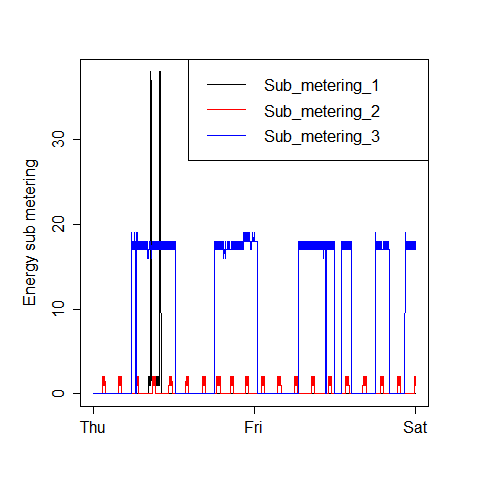 Sub_metering_1
Sub_metering_2
Sub_metering_3
Energy sub metering
30
20
10
0
Thu Fri Sat